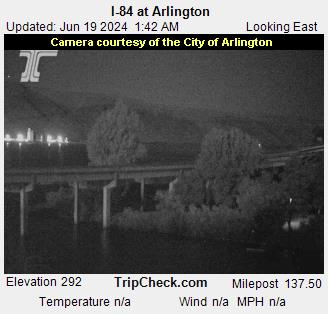 I-84 at Arlington
Updated: Jun 19 2024 1:42 AM Looking East
Camera courtesy of the City of Arlington
Elevation 292 TripCheck.com Milepost 137.50
Temperature n/a Wind n/a MPH n/a